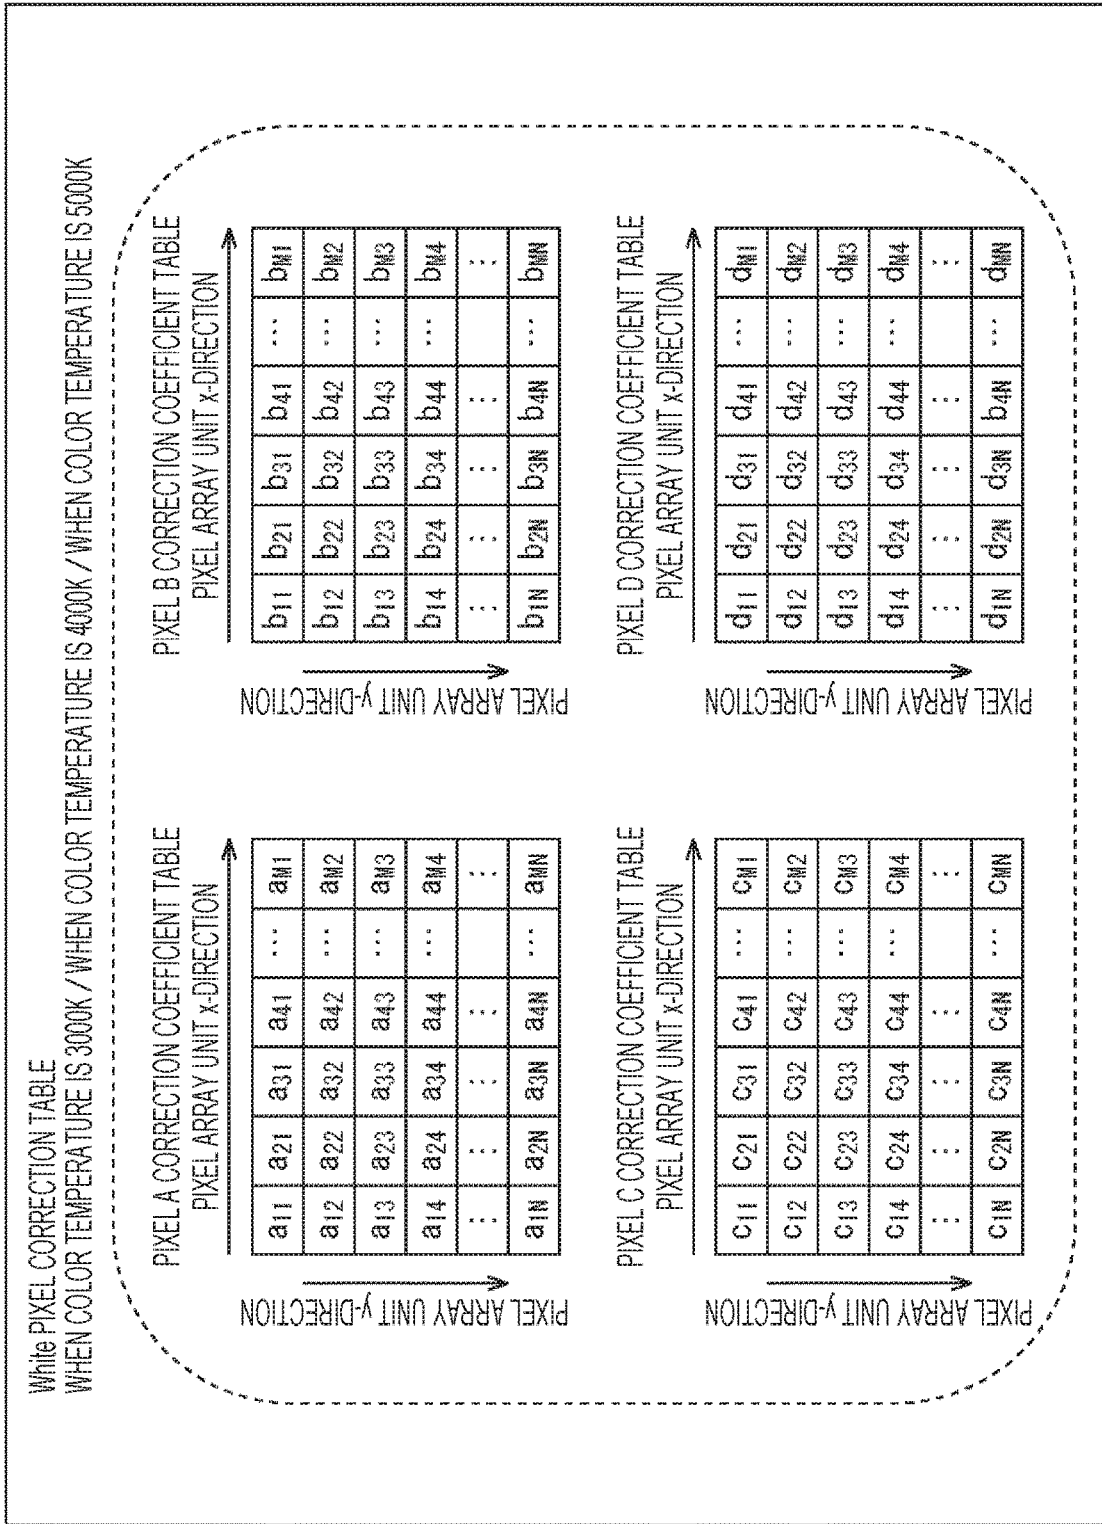 White PIXEL CORRECTION TABLE
WHEN COLOR TEMPERATURE IS 3000K / WHEN COLOR TEMPERATURE IS 4000K / WHEN COLOR TEMPERATURE IS 5000K
PIXEL A CORRECTION COEFFICIENT TABLE
PIXEL ARRAY UNIT x-DIRECTION
PIXEL ARRAY UNIT y-DIRECTION
a11 a21 a31 a41 ... aM1
a12 a22 a32 a42 ... aM2
a13 a23 a33 a43 ... aM3
a14 a24 a34 a44 ... aM4
⋮ ⋮ ⋮ ⋮ ⋮
a1N a2N a3N a4N ... aMN
PIXEL B CORRECTION COEFFICIENT TABLE
PIXEL ARRAY UNIT x-DIRECTION
PIXEL ARRAY UNIT y-DIRECTION
b11 b21 b31 b41 ... bM1
b12 b22 b32 b42 ... bM2
b13 b23 b33 b43 ... bM3
b14 b24 b34 b44 ... bM4
⋮ ⋮ ⋮ ⋮ ⋮
b1N b2N b3N b4N ... bMN
PIXEL C CORRECTION COEFFICIENT TABLE
PIXEL ARRAY UNIT x-DIRECTION
PIXEL ARRAY UNIT y-DIRECTION
c11 c21 c31 c41 ... cM1
c12 c22 c32 c42 ... cM2
c13 c23 c33 c43 ... cM3
c14 c24 c34 c44 ... cM4
⋮ ⋮ ⋮ ⋮ ⋮
c1N c2N c3N c4N ... cMN
PIXEL D CORRECTION COEFFICIENT TABLE
PIXEL ARRAY UNIT x-DIRECTION
PIXEL ARRAY UNIT y-DIRECTION
d11 d21 d31 d41 ... dM1
d12 d22 d32 d42 ... dM2
d13 d23 d33 d43 ... dM3
d14 d24 d34 d44 ... dM4
⋮ ⋮ ⋮ ⋮ ⋮
d1N d2N d3N b4N ... dMN